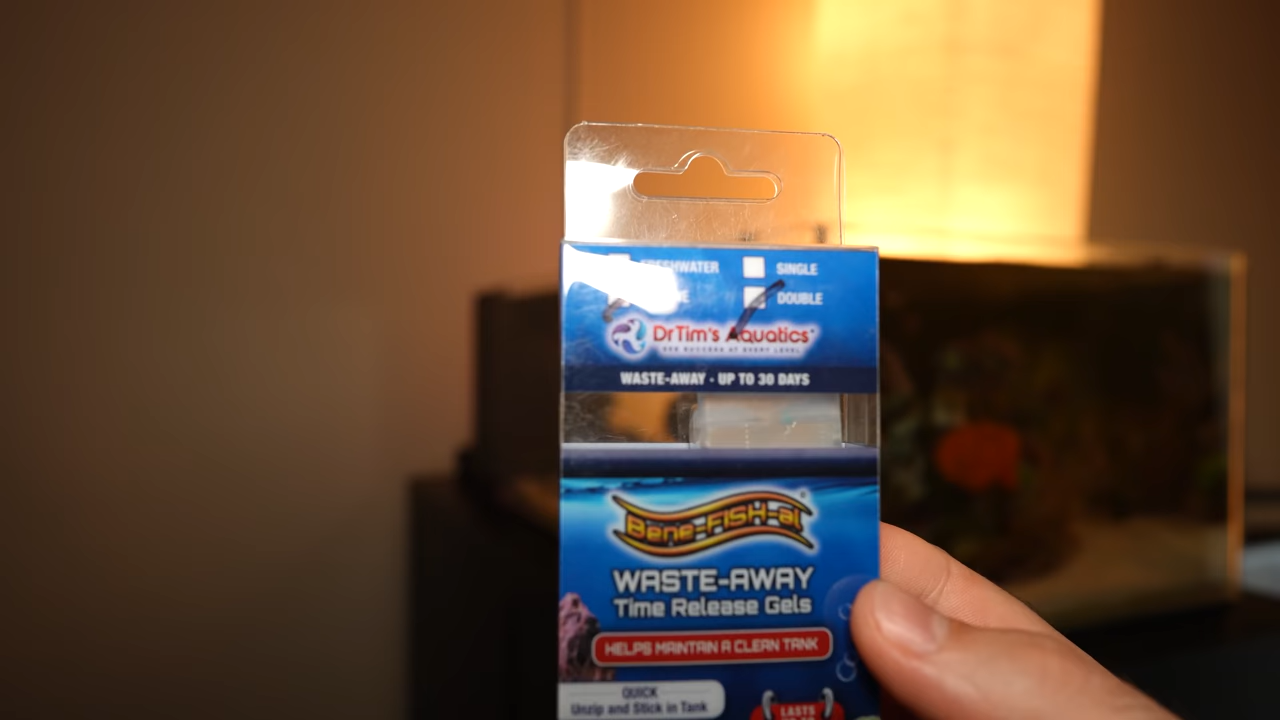 FRESHWATER SINGLE
DOUBLE
DrTim's Aquatics
WASTE-AWAY · UP TO 30 DAYS
Bene-FISH-al®
WASTE-AWAY
Time Release Gels
HELPS MAINTAIN A CLEAN TANK
QUICK
Unzip and Stick in Tank
LASTS